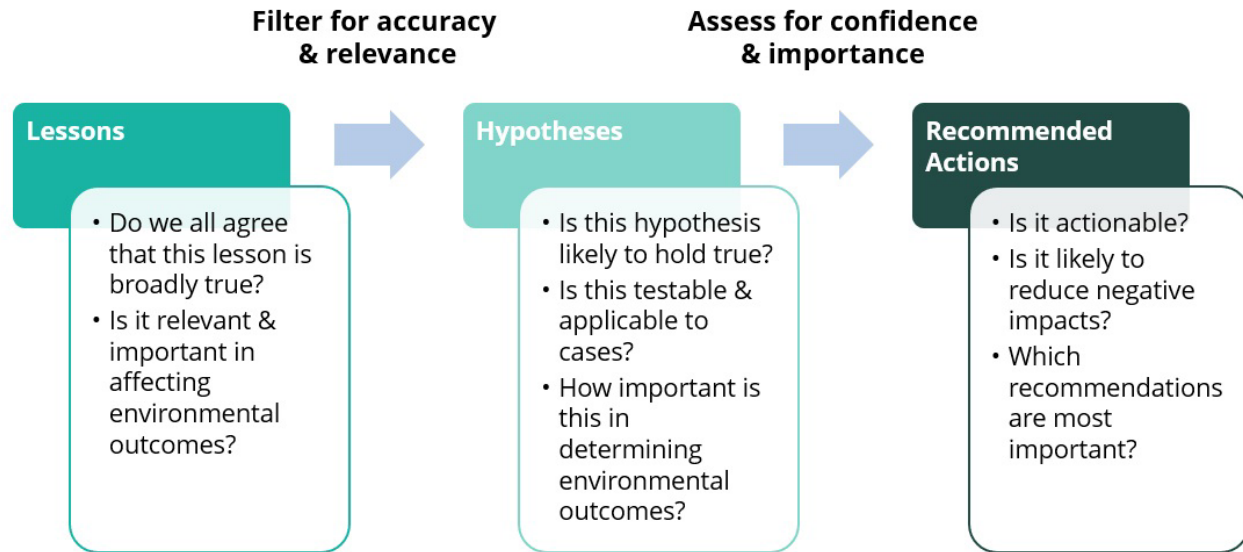 Filter for accuracy
& relevance
Assess for confidence
& importance
Lessons
• Do we all agree
that this lesson is
broadly true?
• Is it relevant &
important in
affecting
environmental
outcomes?
Hypotheses
• Is this hypothesis
likely to hold true?
• Is this testable &
applicable to
cases?
• How important is
this in
determining
environmental
outcomes?
Recommended
Actions
• Is it actionable?
• Is it likely to
reduce negative
impacts?
• Which
recommendations
are most
important?